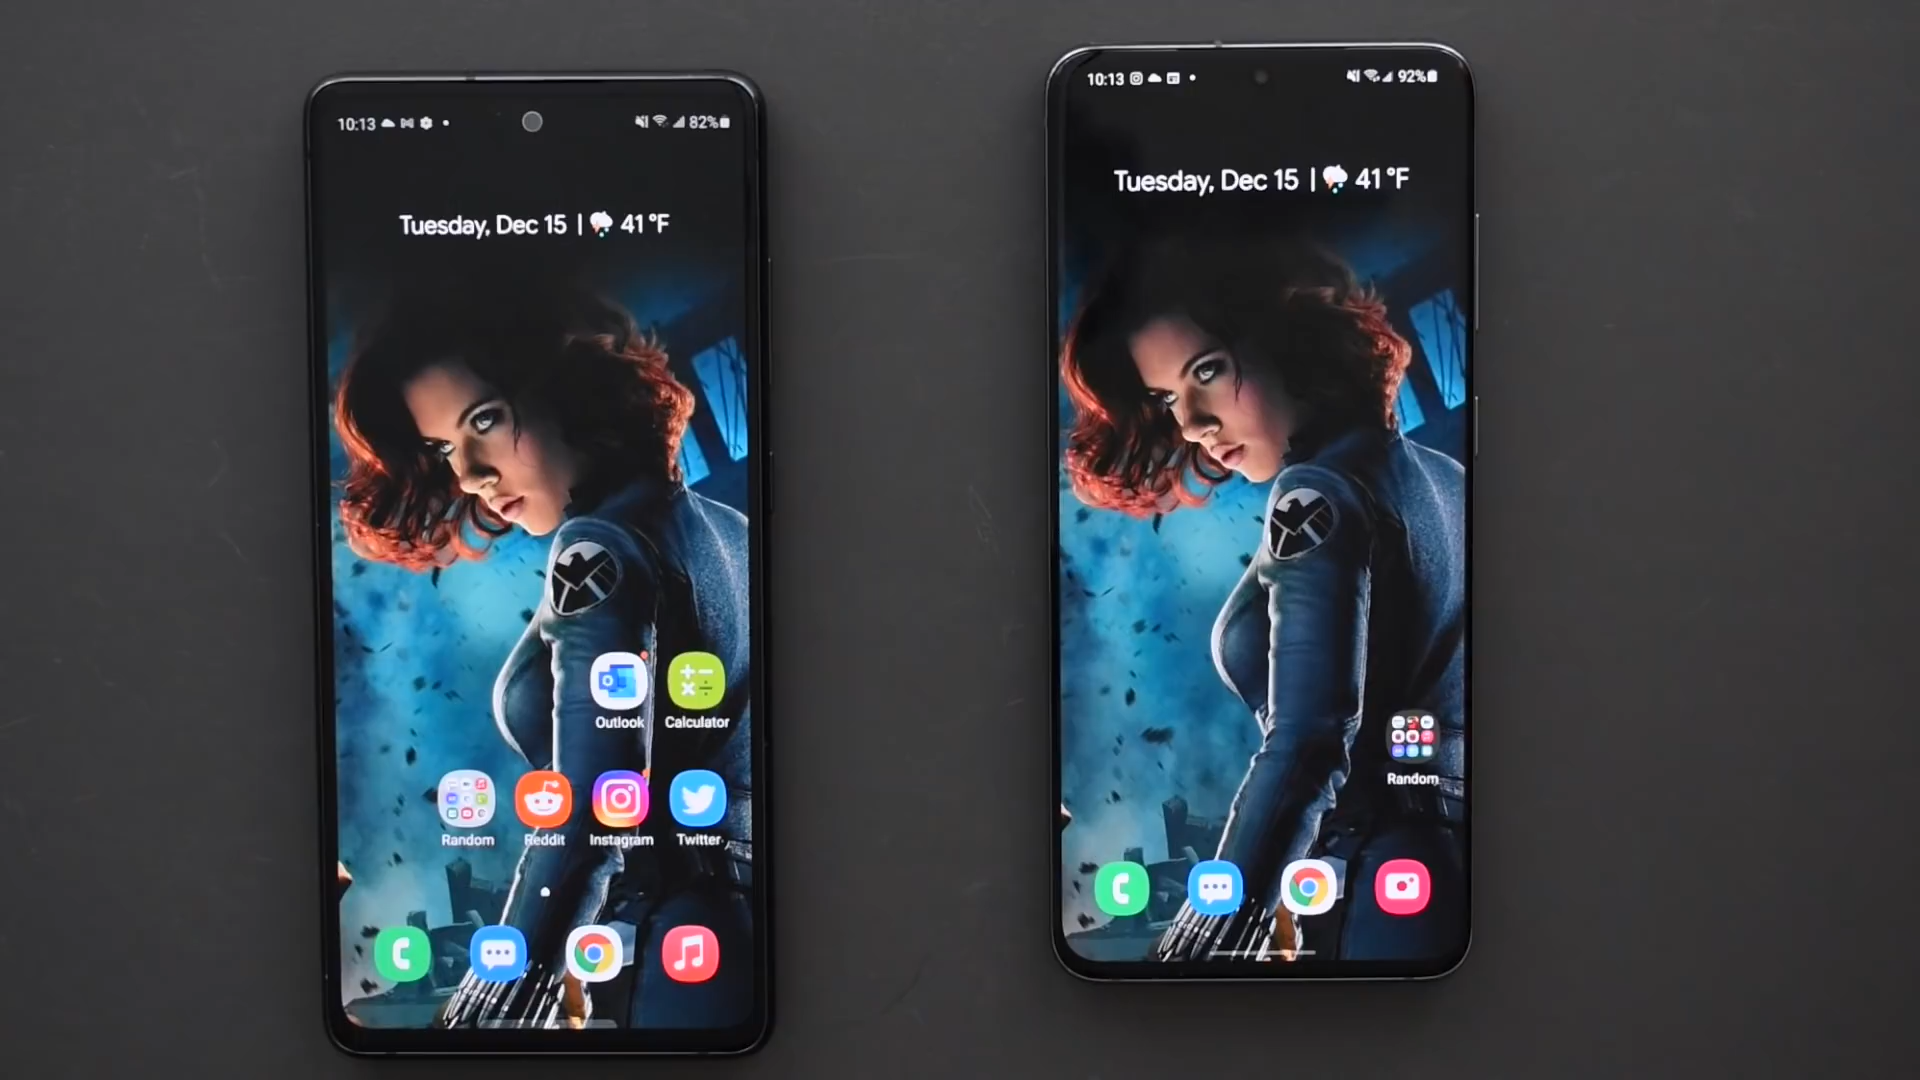 10:13
82%
Tuesday, Dec 15 | 41 °F
Outlook
Calculator
Random
Reddit
Instagram
Twitter
10:13
92%
Tuesday, Dec 15 | 41 °F
Random